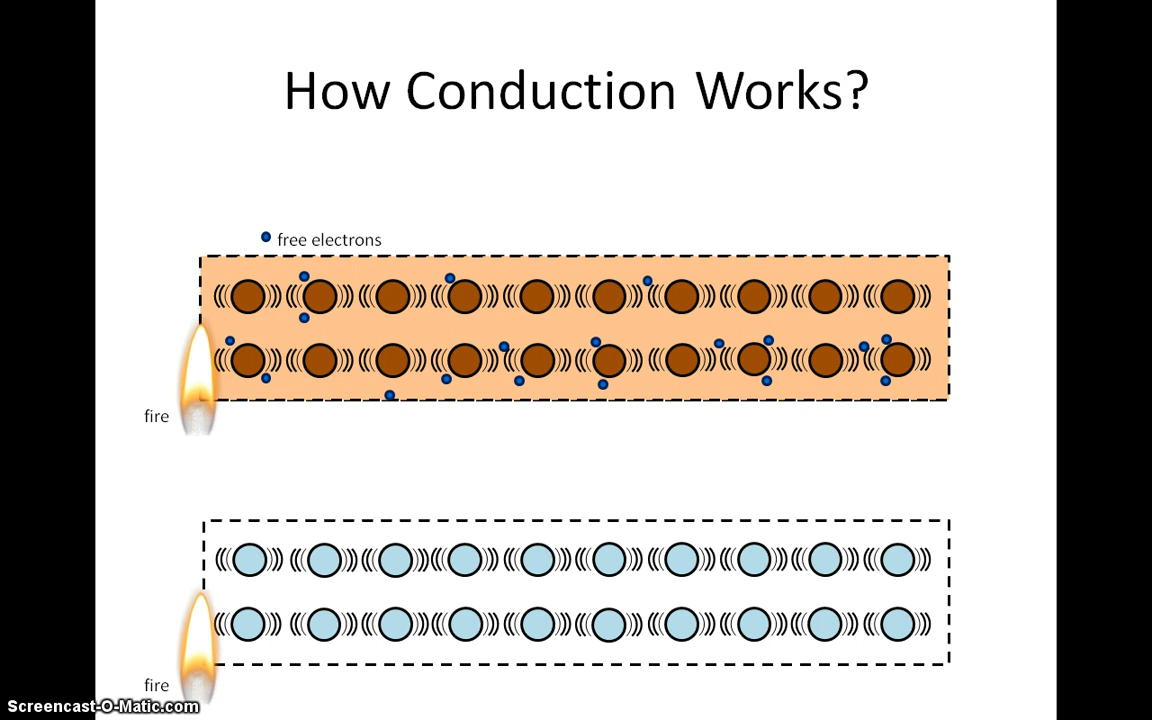 How Conduction Works?
free electrons
fire
fire
Screencast-O-Matic.com